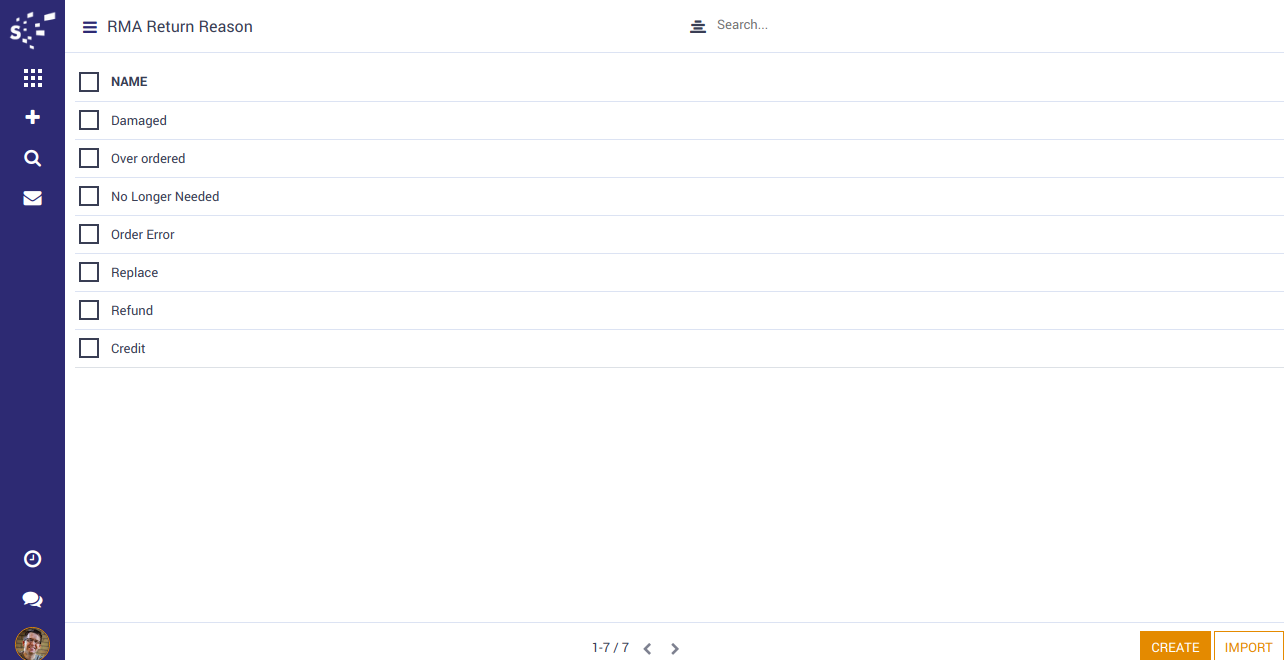 S
RMA Return Reason
Search...
NAME
Damaged
Over ordered
No Longer Needed
Order Error
Replace
Refund
Credit
1-7 / 7
CREATE
IMPORT